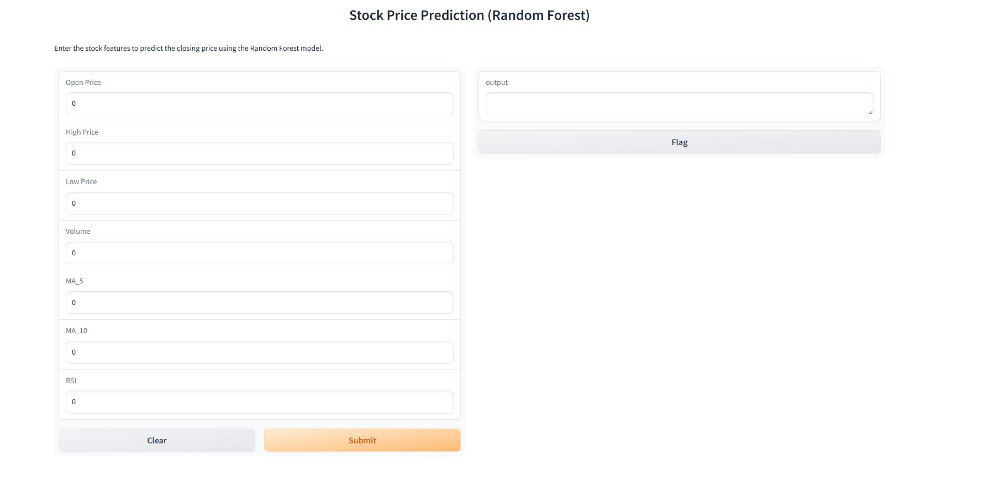 Stock Price Prediction (Random Forest)
Enter the stock features to predict the closing price using the Random Forest model.
Open Price
0
High Price
0
Low Price
0
Volume
0
MA_5
0
MA_10
0
RSI
0
Clear
Submit
output
Flag